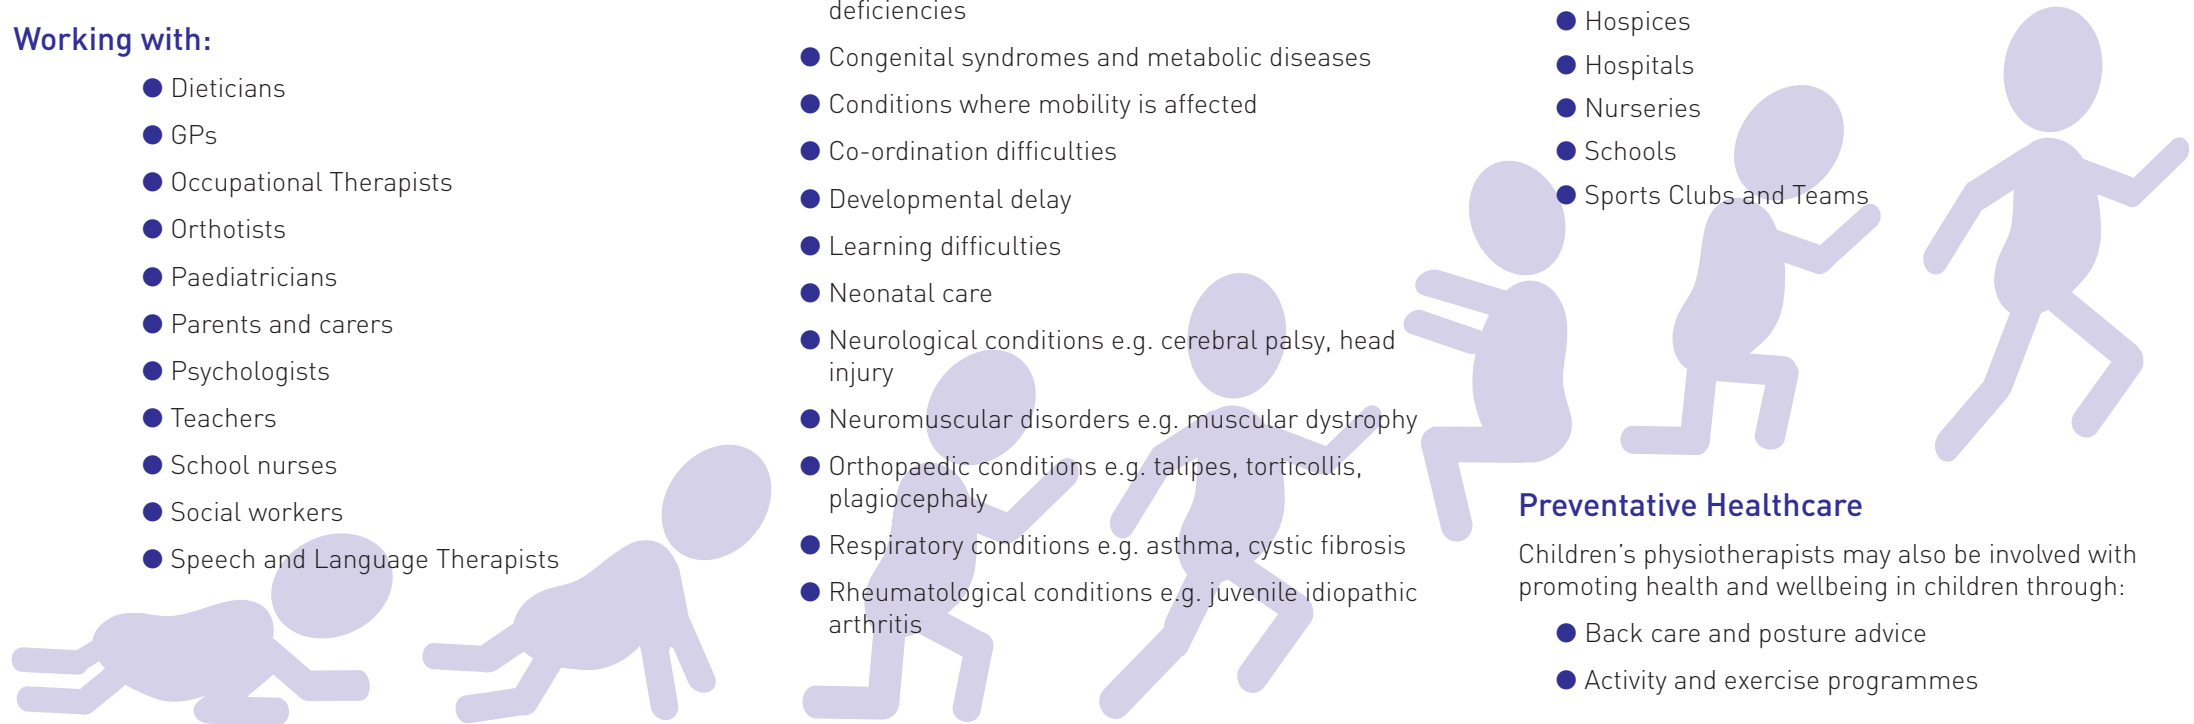 Working with:
● Dieticians
● GPs
● Occupational Therapists
● Orthotists
● Paediatricians
● Parents and carers
● Psychologists
● Teachers
● School nurses
● Social workers
● Speech and Language Therapists
deficiencies
● Congenital syndromes and metabolic diseases
● Conditions where mobility is affected
● Co-ordination difficulties
● Developmental delay
● Learning difficulties
● Neonatal care
● Neurological conditions e.g. cerebral palsy, head
injury
● Neuromuscular disorders e.g. muscular dystrophy
● Orthopaedic conditions e.g. talipes, torticollis,
plagiocephaly
● Respiratory conditions e.g. asthma, cystic fibrosis
● Rheumatological conditions e.g. juvenile idiopathic
arthritis
● Hospices
● Hospitals
● Nurseries
● Schools
● Sports Clubs and Teams
Preventative Healthcare
Children’s physiotherapists may also be involved with
promoting health and wellbeing in children through:
● Back care and posture advice
● Activity and exercise programmes